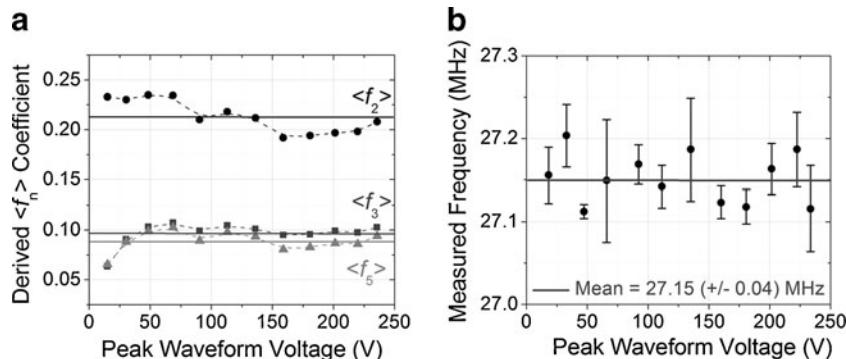 a
Derived <fn> Coefficient
0.25
0.20
0.15
0.10
0.05
<f2>
<f3>
<f5>
0 50 100 150 200 250
Peak Waveform Voltage (V)
b
Measured Frequency (MHz)
27.3
27.2
27.1
27.0
Mean = 27.15 (+/- 0.04) MHz
0 50 100 150 200 250
Peak Waveform Voltage (V)